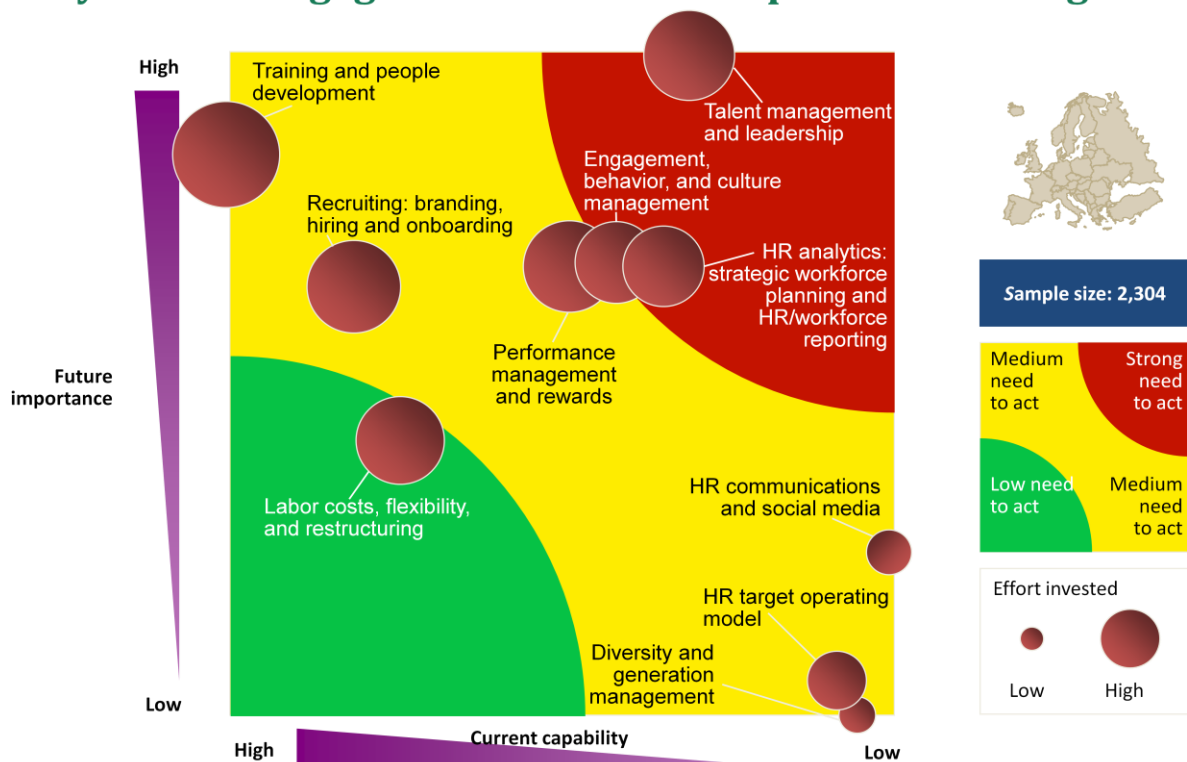 High
Training and people
development
Talent management
and leadership
Engagement,
behavior, and culture
management
Recruiting: branding,
hiring and onboarding
HR analytics:
strategic workforce
planning and
HR/workforce
reporting
Performance
management
and rewards
Future
importance
Labor costs, flexibility,
and restructuring
HR communications
and social media
HR target operating
model
Diversity and
generation
management
Low
High
Current capability
Low
Sample size: 2,304
Medium
need
to act
Strong
need
to act
Low need
to act
Medium
need
to act
Effort invested
Low
High